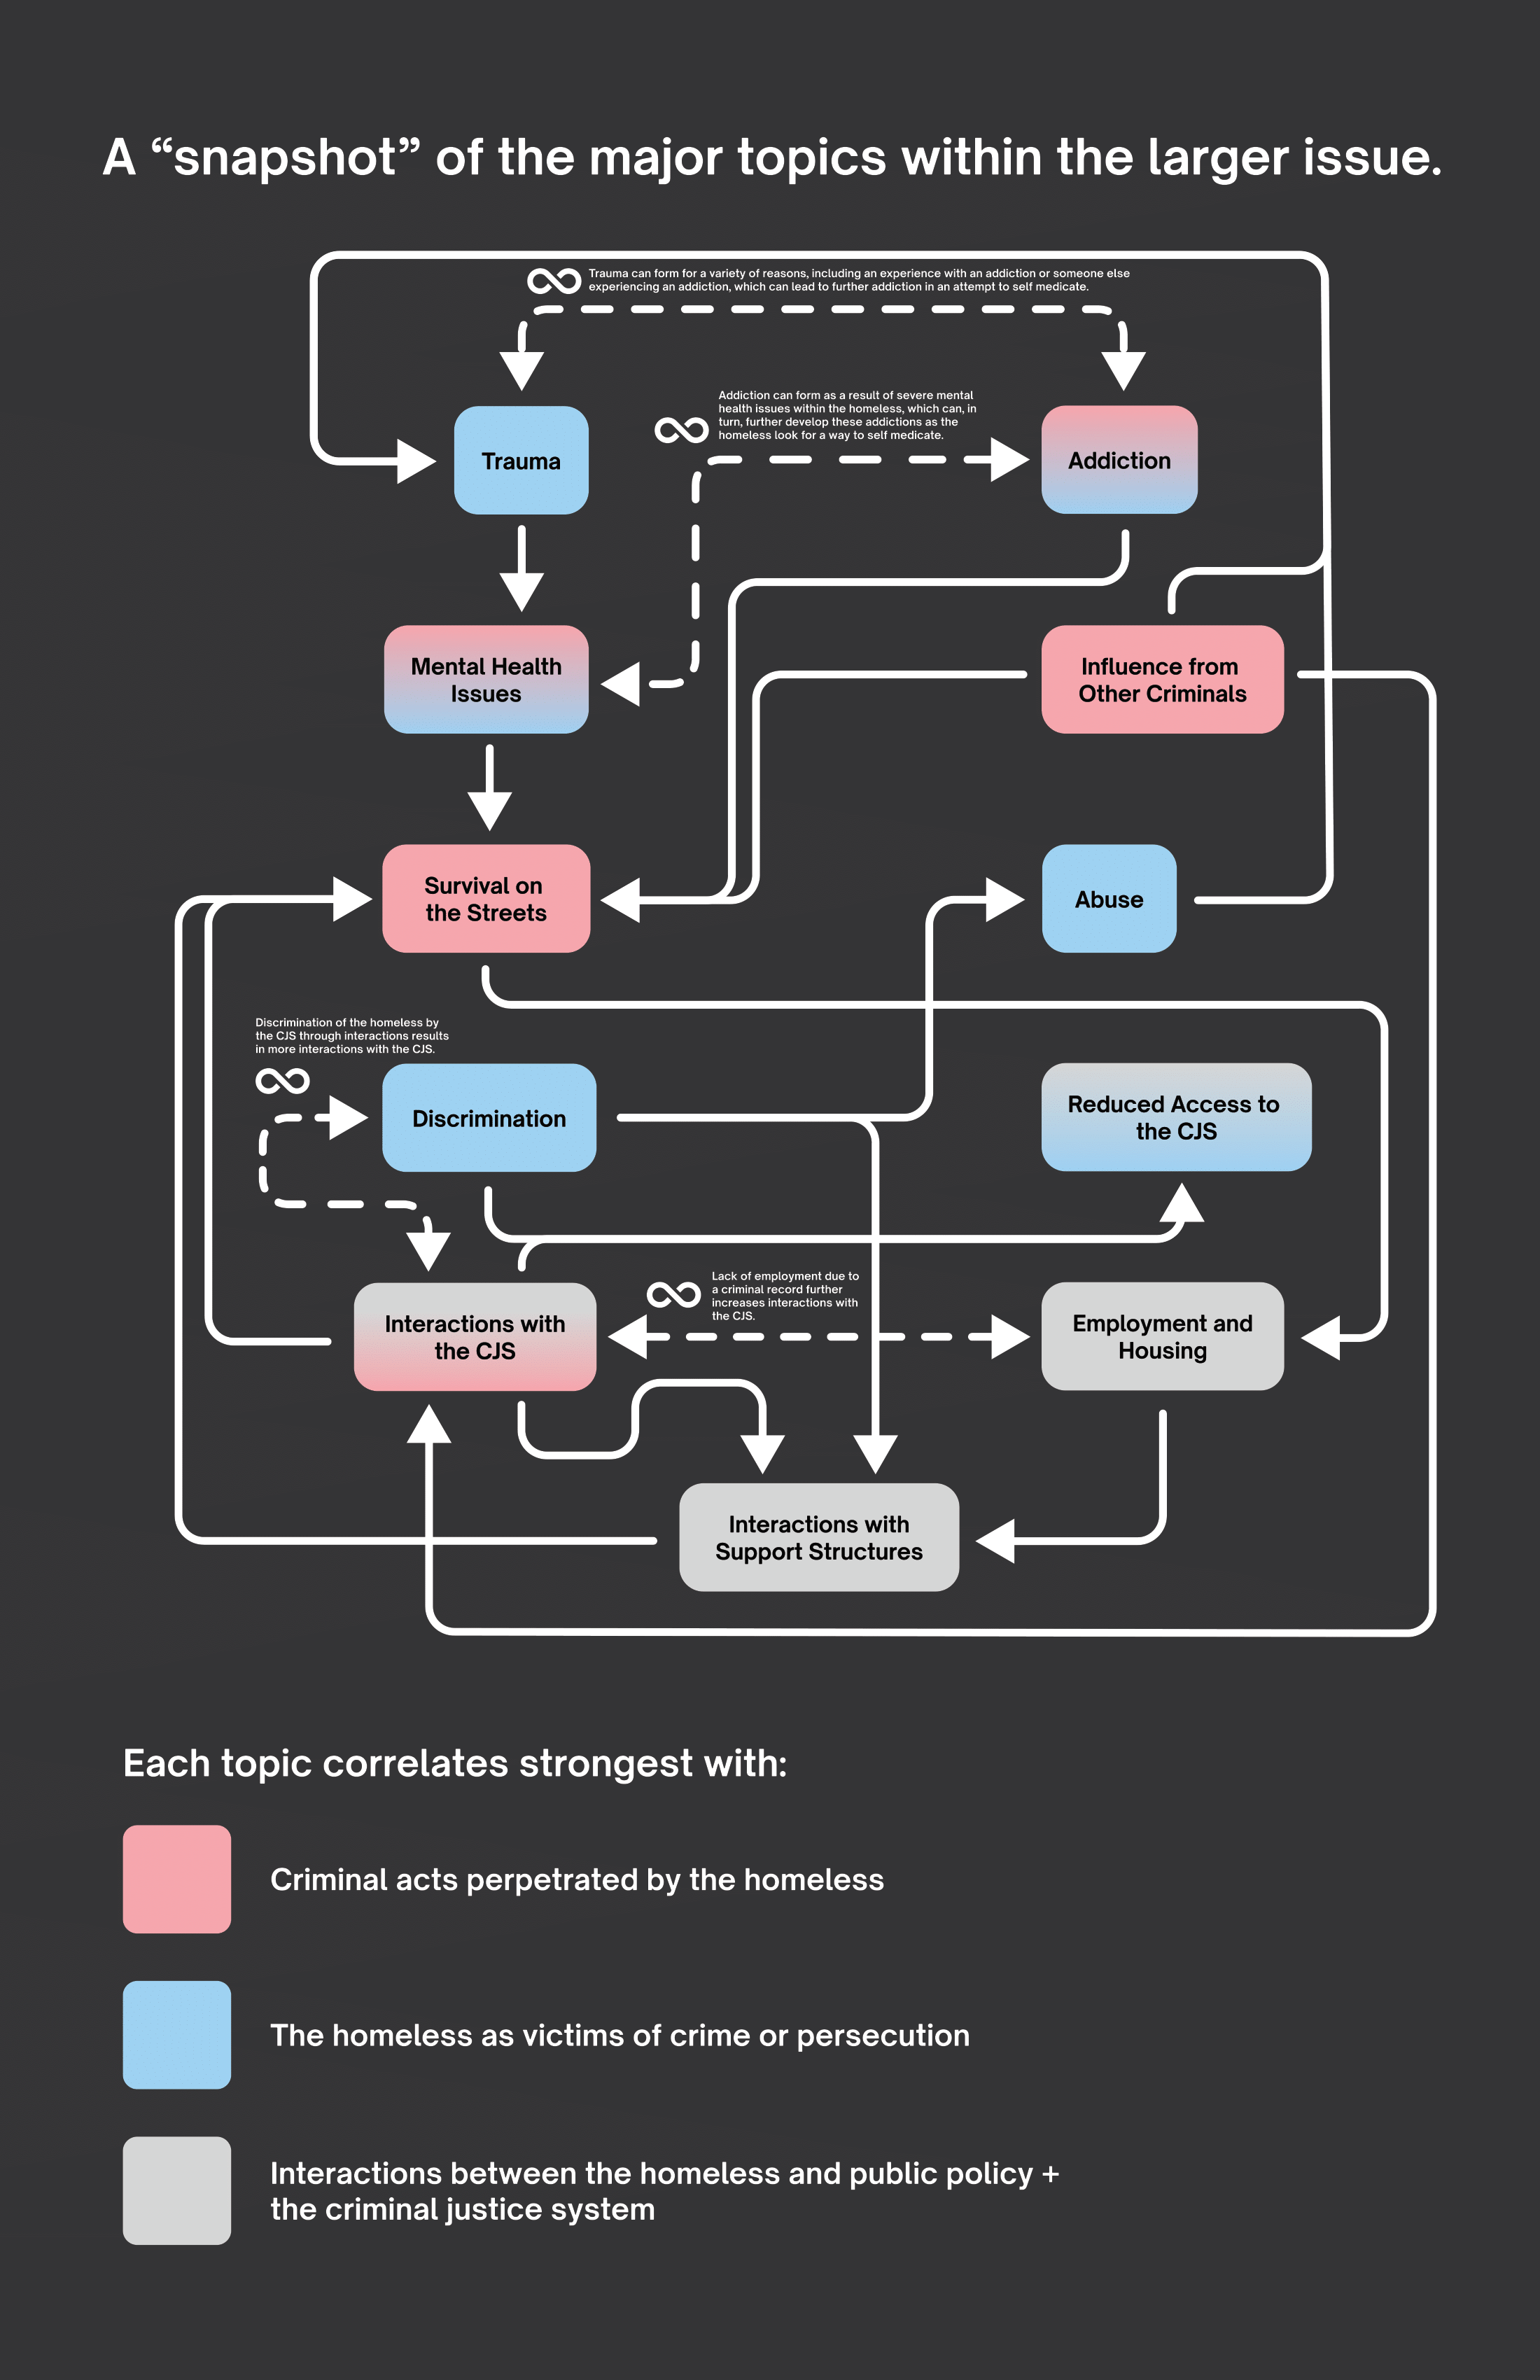 A “snapshot” of the major topics within the larger issue.
Trauma can form for a variety of reasons, including an experience with an addiction or someone else
experiencing an addiction, which can lead to further addiction in an attempt to self medicate.
Addiction can form as a result of severe mental
health issues within the homeless, which can, in
turn, further develop these addictions as the
homeless look for a way to self medicate.
Trauma
Addiction
Mental Health
Issues
Influence from
Other Criminals
Survival on
the Streets
Abuse
Discrimination of the homeless by
the CJS through interactions results
in more interactions with the CJS.
Discrimination
Reduced Access to
the CJS
Lack of employment due to
a criminal record further
increases interactions with
the CJS.
Interactions with
the CJS
Employment and
Housing
Interactions with
Support Structures
Each topic correlates strongest with:
Criminal acts perpetrated by the homeless
The homeless as victims of crime or persecution
Interactions between the homeless and public policy +
the criminal justice system